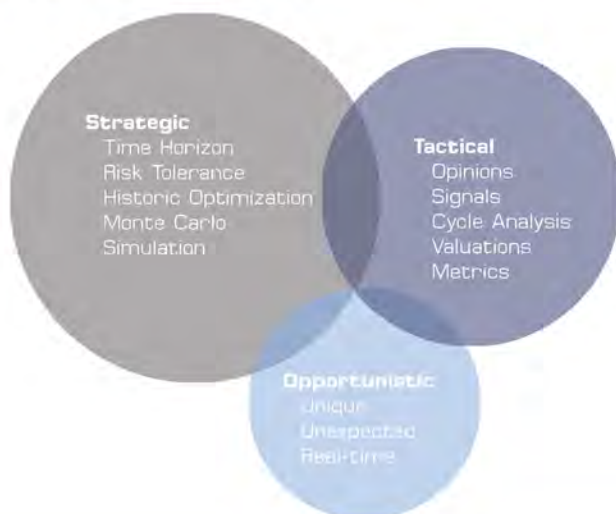 Strategic
Time Horizon
Risk Tolerance
Historic Optimization
Monte Carlo
Simulation
Tactical
Opinions
Signals
Cycle Analysis
Valuations
Metrics
Opportunistic
Unique
Unexpected
Real-time